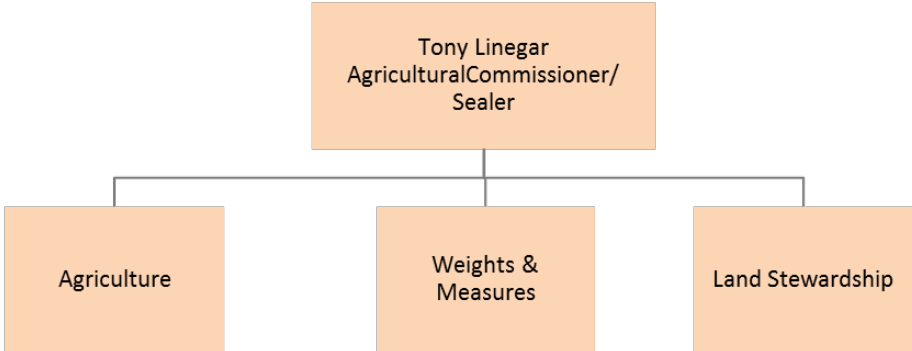 Tony Linegar
AgriculturalCommissioner/
Sealer
Agriculture
Weights &
Measures
Land Stewardship